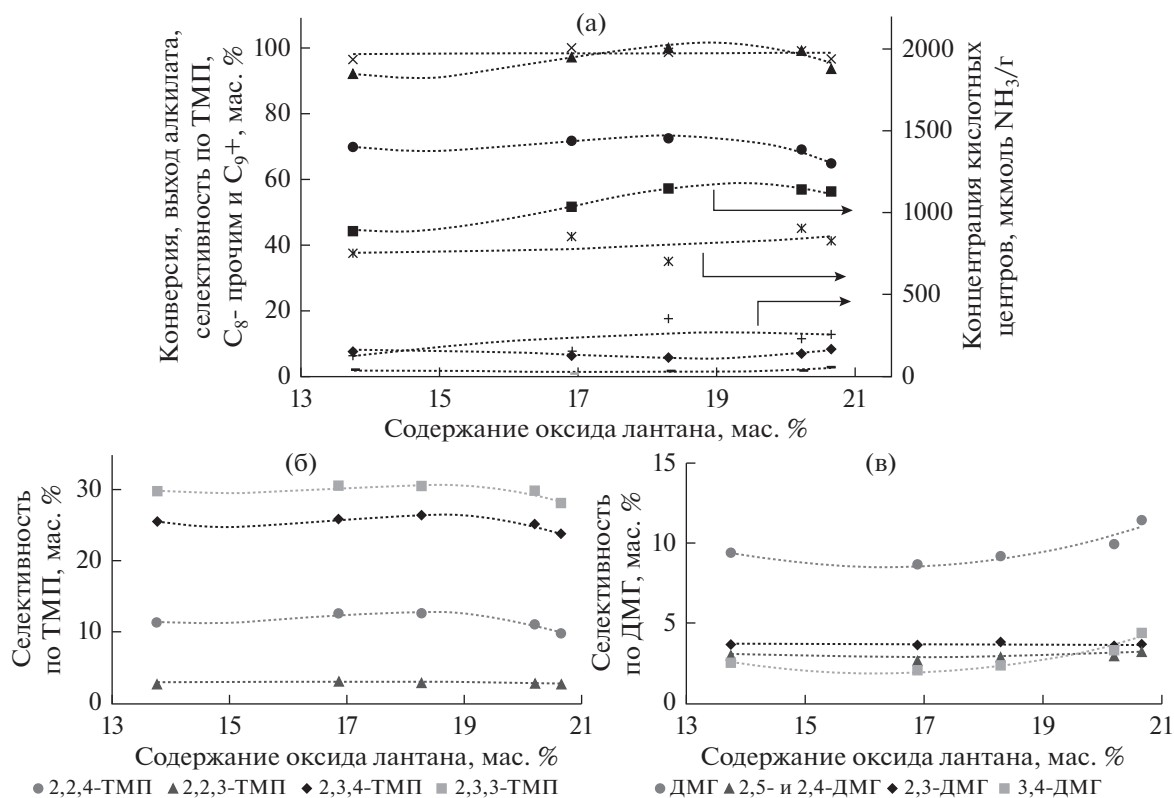 (а)
Конверсия, выход алкилата,
селективность по ТМП,
C8- прочим и C9+, мас. %
100
80
60
40
20
0
2000
1500
1000
500
0
Концентрация кислотных
центров, мкмоль NH3/г
13 15 17 19 21
Содержание оксида лантана, мас. %
(б)
Селективность
по ТМП, мас. %
30
20
10
0
13 15 17 19 21
Содержание оксида лантана, мас. %
2,2,4-ТМП 2,2,3-ТМП 2,3,4-ТМП 2,3,3-ТМП
(в)
Селективность
по ДМГ, мас. %
15
10
5
0
13 15 17 19 21
Содержание оксида лантана, мас. %
ДМГ 2,5- и 2,4-ДМГ 2,3-ДМГ 3,4-ДМГ